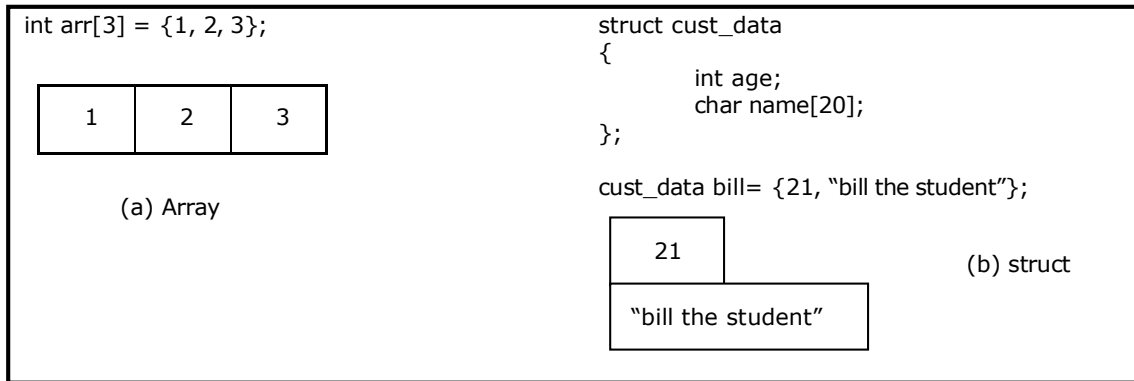 int arr[3] = {1, 2, 3};
1 2 3
(a) Array
struct cust_data
{
int age;
char name[20];
};
cust_data bill= {21, “bill the student”};
21
(b) struct
“bill the student”